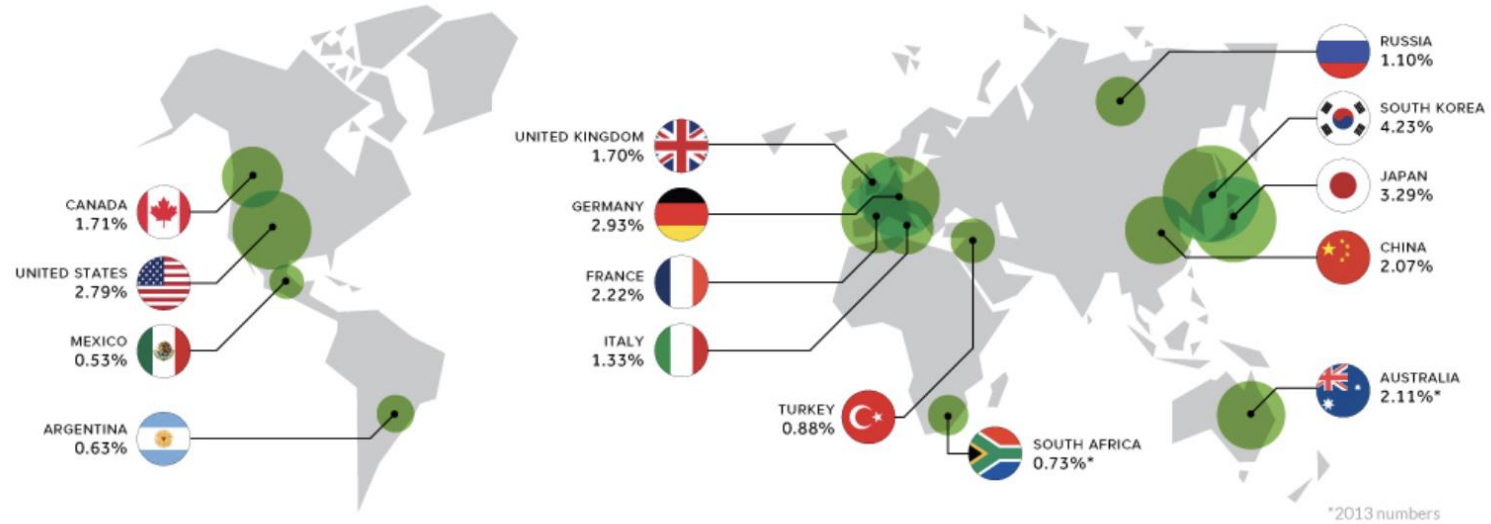 CANADA
1.71%
UNITED STATES
2.79%
MEXICO
0.53%
ARGENTINA
0.63%
UNITED KINGDOM
1.70%
GERMANY
2.93%
FRANCE
2.22%
ITALY
1.33%
TURKEY
0.88%
SOUTH AFRICA
0.73%*
RUSSIA
1.10%
SOUTH KOREA
4.23%
JAPAN
3.29%
CHINA
2.07%
AUSTRALIA
2.11%*
*2013 numbers